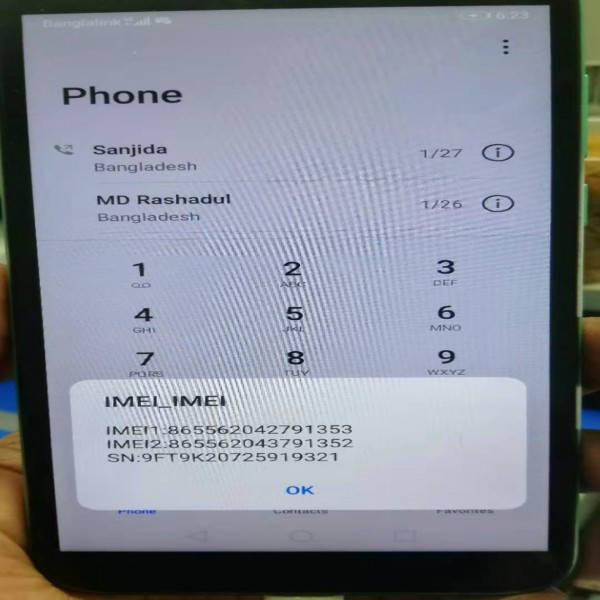 Banglalink
6:23
Phone
Sanjida
Bangladesh
1/27
MD Rashadul
Bangladesh
1/26
1
2
3
QO
ABC
DEF
4
5
6
GHI
JKL
MNO
7
8
9
PQRS
TUV
WXYZ
IMEI_IMEI
IMEI1:865562042791353
IMEI2:865562043791352
SN:9FT9K20725919321
OK
Phone
Contacts
Favorites